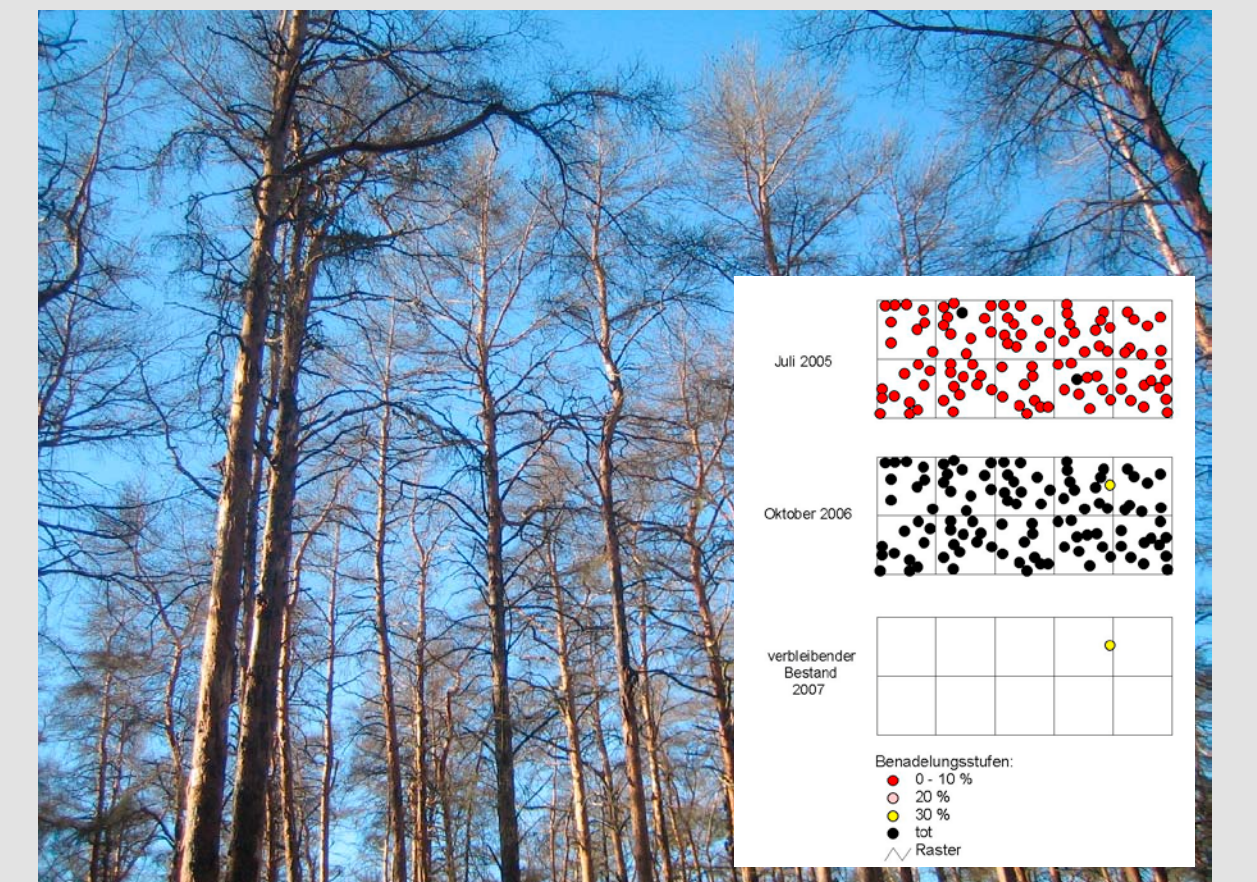 Juli 2005
Oktober 2006
verbleibender
Bestand
2007
Benadelungsstufen:
0 - 10 %
20 %
30 %
tot
Raster